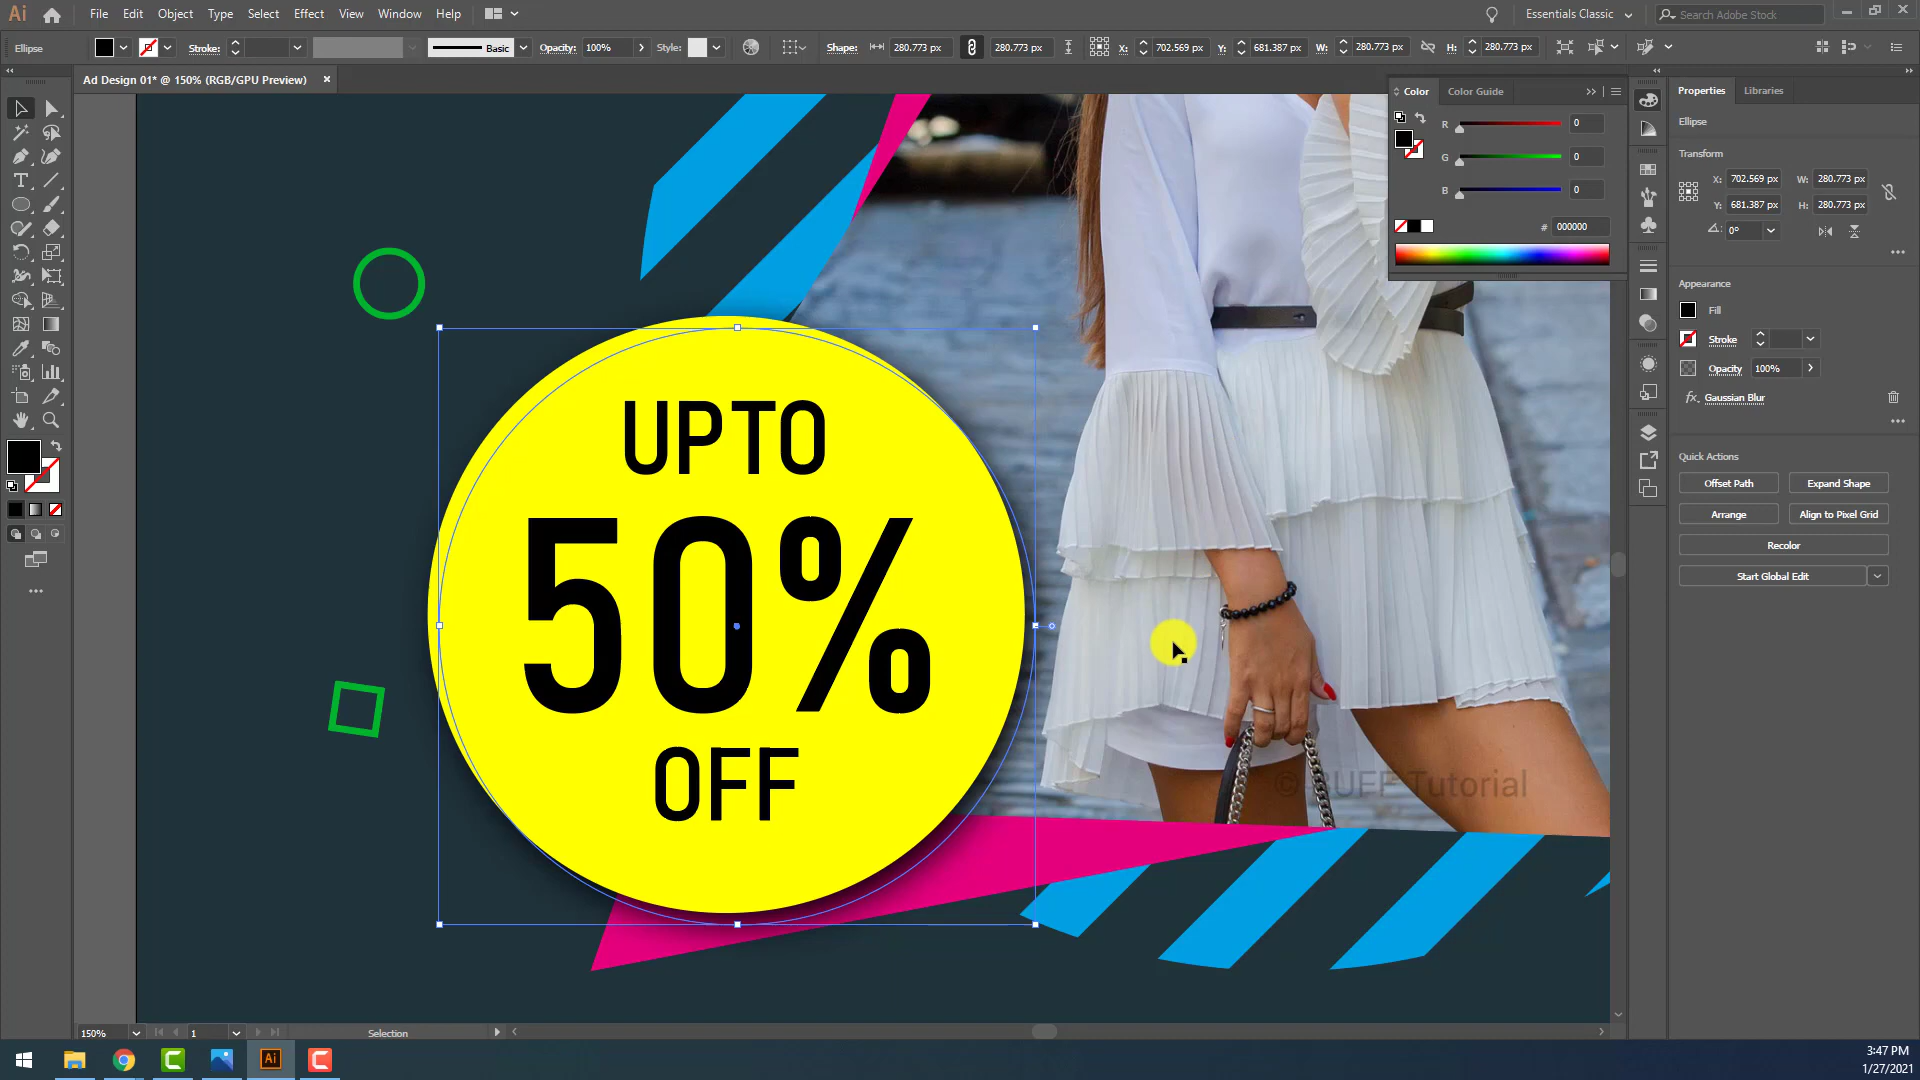 Ai File Edit Object Type Select Effect View Window Help Essentials Classic Search Adobe Stock
Ellipse Stroke: Basic Opacity: 100% Style: Shape: 280.773 px 280.773 px X: 702.569 px Y: 681.387 px W: 280.773 px H: 280.773 px
Ad Design 01* @ 150% (RGB/GPU Preview) ×
Color Color Guide
R 0
G 0
B 0
# 000000
Properties Libraries
Ellipse
Transform
X: 702.569 px W: 280.773 px
Y: 681.387 px H: 280.773 px
0°
Appearance
Fill
Stroke
Opacity 100%
fx Gaussian Blur
Quick Actions
Offset Path Expand Shape
Arrange Align to Pixel Grid
Recolor
Start Global Edit
UPTO
50%
OFF
© BUFF Tutorial
150% 1 Selection
Ai
3:47 PM
1/27/2021